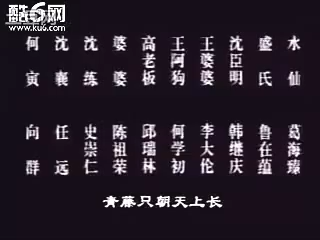 酷6网
www.ku6.com
水仙 葛海臻
盛氏 鲁在蕴
沈臣明 韩继庆
王婆婆 李大伦
王阿狗 何学初
高老板 邱瑞林
婆婆 陈祖荣
沈练 史崇仁
沈襄 任远
何寅 向群
青藤只朝天上长